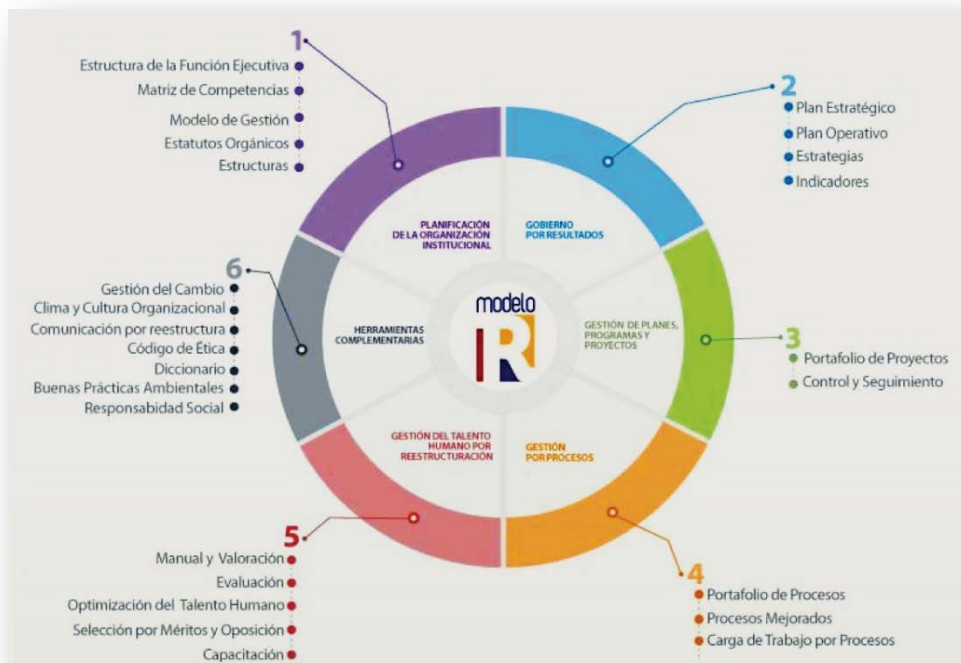 1
Estructura de la Función Ejecutiva
Matriz de Competencias
Modelo de Gestión
Estatutos Orgánicos
Estructuras
2
Plan Estratégico
Plan Operativo
Estrategias
Indicadores
PLANIFICACIÓN
DE LA ORGANIZACIÓN
INSTITUCIONAL
GOBIERNO
POR RESULTADOS
6
Gestión del Cambio
Clima y Cultura Organizacional
Comunicación por reestructura
Código de Ética
Diccionario
Buenas Prácticas Ambientales
Responsabidad Social
HERRAMIENTAS
COMPLEMENTARIAS
modelo
R
GESTIÓN DE PLANES,
PROGRAMAS Y
PROYECTOS
3
Portafolio de Proyectos
Control y Seguimiento
GESTIÓN DEL TALENTO
HUMANO POR
REESTRUCTURACIÓN
GESTIÓN
POR PROCESOS
5
Manual y Valoración
Evaluación
Optimización del Talento Humano
Selección por Méritos y Oposición
Capacitación
4
Portafolio de Procesos
Procesos Mejorados
Carga de Trabajo por Procesos